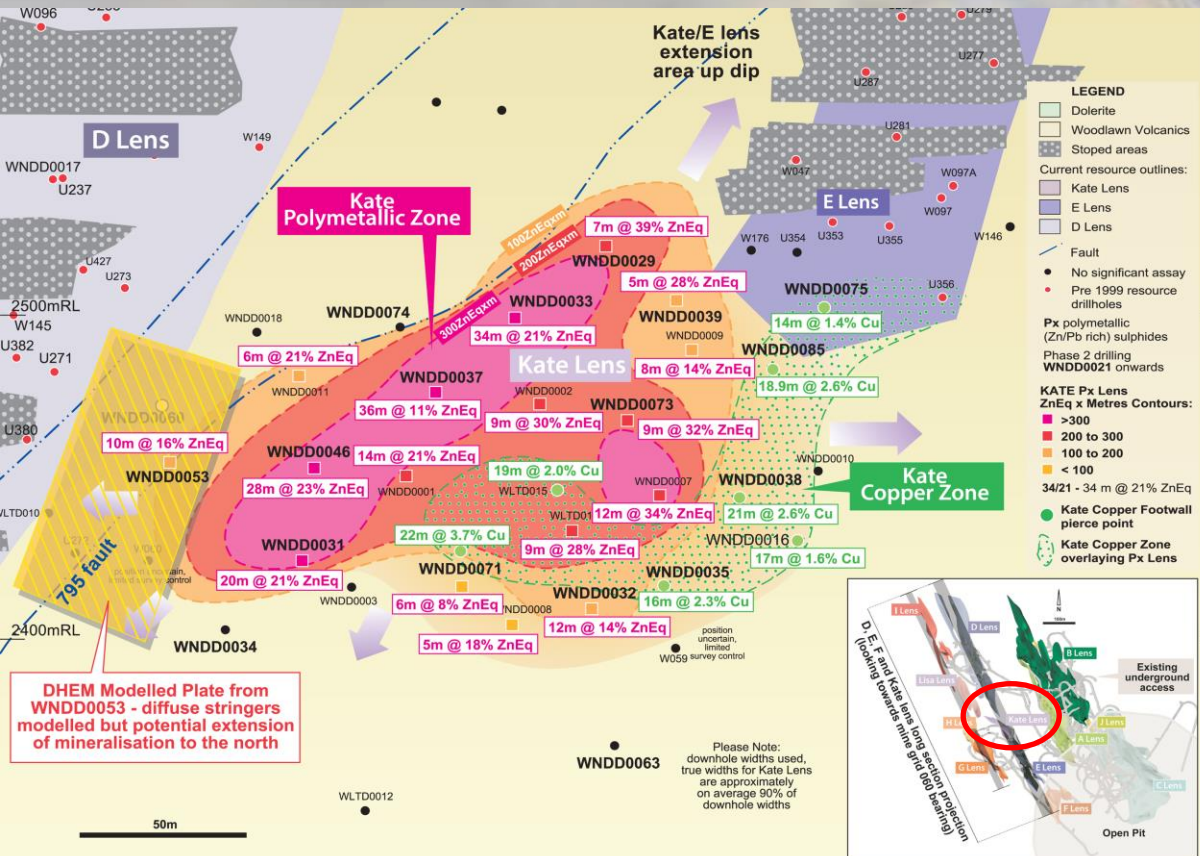 W096
U279
U277
U287
Kate/E lens
extension
area up dip
D Lens
W149
WNDD0017
U237
U281
W047
W097A
W097
E Lens
U353
U355
W176
U354
W146
Kate
Polymetallic Zone
100ZnEqxm
200ZnEqxm
300ZnEqxm
7m @ 39% ZnEq
WNDD0029
U427
U273
2500mRL
W145
U382
U271
U380
WNDD0018
WNDD0074
WNDD0033
34m @ 21% ZnEq
5m @ 28% ZnEq
WNDD0039
WNDD0009
8m @ 14% ZnEq
WNDD0075
U356
14m @ 1.4% Cu
WNDD0085
18.9m @ 2.6% Cu
6m @ 21% ZnEq
WNDD0011
Kate Lens
WNDD0037
36m @ 11% ZnEq
WNDD0002
9m @ 30% ZnEq
WNDD0073
9m @ 32% ZnEq
WNDD0060
10m @ 16% ZnEq
WNDD0053
WNDD0046
28m @ 23% ZnEq
14m @ 21% ZnEq
WNDD0001
19m @ 2.0% Cu
WLTD015
WNDD0007
12m @ 34% ZnEq
WNDD0038
21m @ 2.6% Cu
WNDD0010
Kate
Copper Zone
WLTD01
9m @ 28% ZnEq
WNDD0016
17m @ 1.6% Cu
WLTD010
795 fault
WNDD0031
20m @ 21% ZnEq
22m @ 3.7% Cu
WNDD0071
6m @ 8% ZnEq
WNDD0008
5m @ 18% ZnEq
WNDD0032
12m @ 14% ZnEq
WNDD0035
16m @ 2.3% Cu
WNDD0003
2400mRL
WNDD0034
W059
position
uncertain,
limited
survey control
DHEM Modelled Plate from
WNDD0053 - diffuse stringers
modelled but potential extension
of mineralisation to the north
WNDD0063
WLTD0012
50m
Please Note:
downhole widths used,
true widths for Kate Lens
are approximately
on average 90% of
downhole widths
LEGEND
Dolerite
Woodlawn Volcanics
Stoped areas
Current resource outlines:
Kate Lens
E Lens
D Lens
Fault
No significant assay
Pre 1999 resource
drillholes
Px polymetallic
(Zn/Pb rich) sulphides
Phase 2 drilling
WNDD0021 onwards
KATE Px Lens
ZnEq x Metres Contours:
>300
200 to 300
100 to 200
< 100
34/21 - 34 m @ 21% ZnEq
Kate Copper Footwall
pierce point
Kate Copper Zone
overlaying Px Lens
D, E, F and Kate lens long section projection
(looking towards mine grid 060 bearing)
I Lens
D Lens
N
100m
B Lens
Lisa Lens
Existing
underground
access
H Lens
Kate Lens
J Lens
A Lens
G Lens
E Lens
C Lens
F Lens
Open Pit